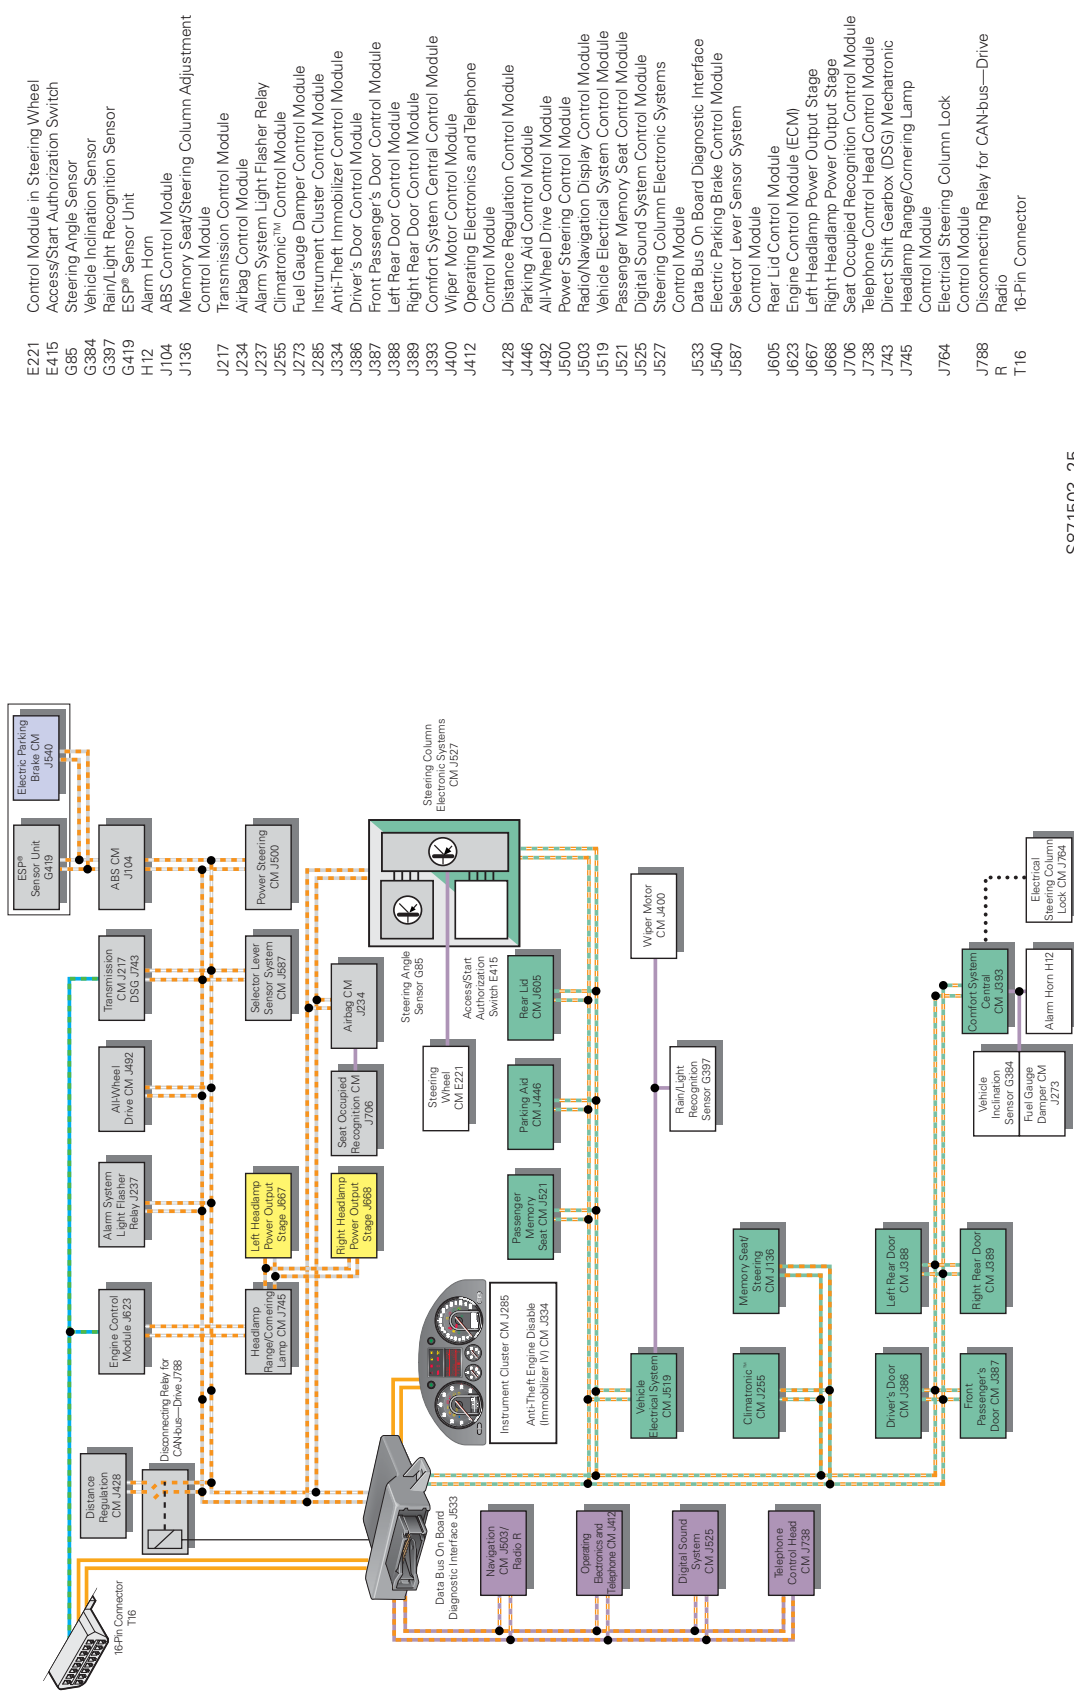 16-Pin Connector
T16
Distance
Regulation
CM J428
Disconnecting Relay for
CAN-bus—Drive J788
Engine Control
Module J623
Alarm System
Light Flasher
Relay J237
All-Wheel
Drive CM J492
Transmission
CM J217
DSG J743
ABS CM
J104
ESP®
Sensor Unit
G419
Electric Parking
Brake CM
J540
Headlamp
Range/Cornering
Lamp CM J745
Left Headlamp
Power Output
Stage J667
Right Headlamp
Power Output
Stage J668
Selector Lever
Sensor System
CM J587
Power Steering
CM J500
Seat Occupied
Recognition CM
J706
Airbag CM
J234
Steering Angle
Sensor G85
Access/Start
Authorization
Switch E415
Steering Column
Electronic Systems
CM J527
Steering
Wheel
CM E221
Data Bus On Board
Diagnostic Interface J533
Instrument Cluster CM J285
Anti-Theft Engine Disable
(Immobilizer IV) CM J334
Passenger
Memory
Seat CM J521
Parking Aid
CM J446
Rear Lid
CM J605
Navigation
CM J503/
Radio R
Operating
Electronics and
Telephone CM J412
Digital Sound
System
CM J525
Telephone
Control Head
CM J738
Vehicle
Electrical System
CM J519
Rain/Light
Recognition
Sensor G397
Wiper Motor
CM J400
Climatronic™
CM J255
Memory Seat/
Steering
CM J136
Driver's Door
CM J386
Left Rear Door
CM J388
Front
Passenger's
Door CM J387
Right Rear Door
CM J389
Comfort System
Central
CM J393
Vehicle
Inclination
Sensor G384
Fuel Gauge
Damper CM
J273
Alarm Horn H12
Electrical
Steering Column
Lock CM J764
E221 Control Module in Steering Wheel
E415 Access/Start Authorization Switch
G85 Steering Angle Sensor
G384 Vehicle Inclination Sensor
G397 Rain/Light Recognition Sensor
G419 ESP® Sensor Unit
H12 Alarm Horn
J104 ABS Control Module
J136 Memory Seat/Steering Column Adjustment
Control Module
J217 Transmission Control Module
J234 Airbag Control Module
J237 Alarm System Light Flasher Relay
J255 Climatronic™ Control Module
J273 Fuel Gauge Damper Control Module
J285 Instrument Cluster Control Module
J334 Anti-Theft Immobilizer Control Module
J386 Driver's Door Control Module
J387 Front Passenger's Door Control Module
J388 Left Rear Door Control Module
J389 Right Rear Door Control Module
J393 Comfort System Central Control Module
J400 Wiper Motor Control Module
J412 Operating Electronics and Telephone
Control Module
J428 Distance Regulation Control Module
J446 Parking Aid Control Module
J492 All-Wheel Drive Control Module
J500 Power Steering Control Module
J503 Radio/Navigation Display Control Module
J519 Vehicle Electrical System Control Module
J521 Passenger Memory Seat Control Module
J525 Digital Sound System Control Module
J527 Steering Column Electronic Systems
Control Module
J533 Data Bus On Board Diagnostic Interface
J540 Electric Parking Brake Control Module
J587 Selector Lever Sensor System
Control Module
J605 Rear Lid Control Module
J623 Engine Control Module (ECM)
J667 Left Headlamp Power Output Stage
J668 Right Headlamp Power Output Stage
J706 Seat Occupied Recognition Control Module
J738 Telephone Control Head Control Module
J743 Direct Shift Gearbox (DSG) Mechatronic
J745 Headlamp Range/Cornering Lamp
Control Module
J764 Electrical Steering Column Lock
Control Module
J788 Disconnecting Relay for CAN-bus—Drive
R Radio
T16 16-Pin Connector